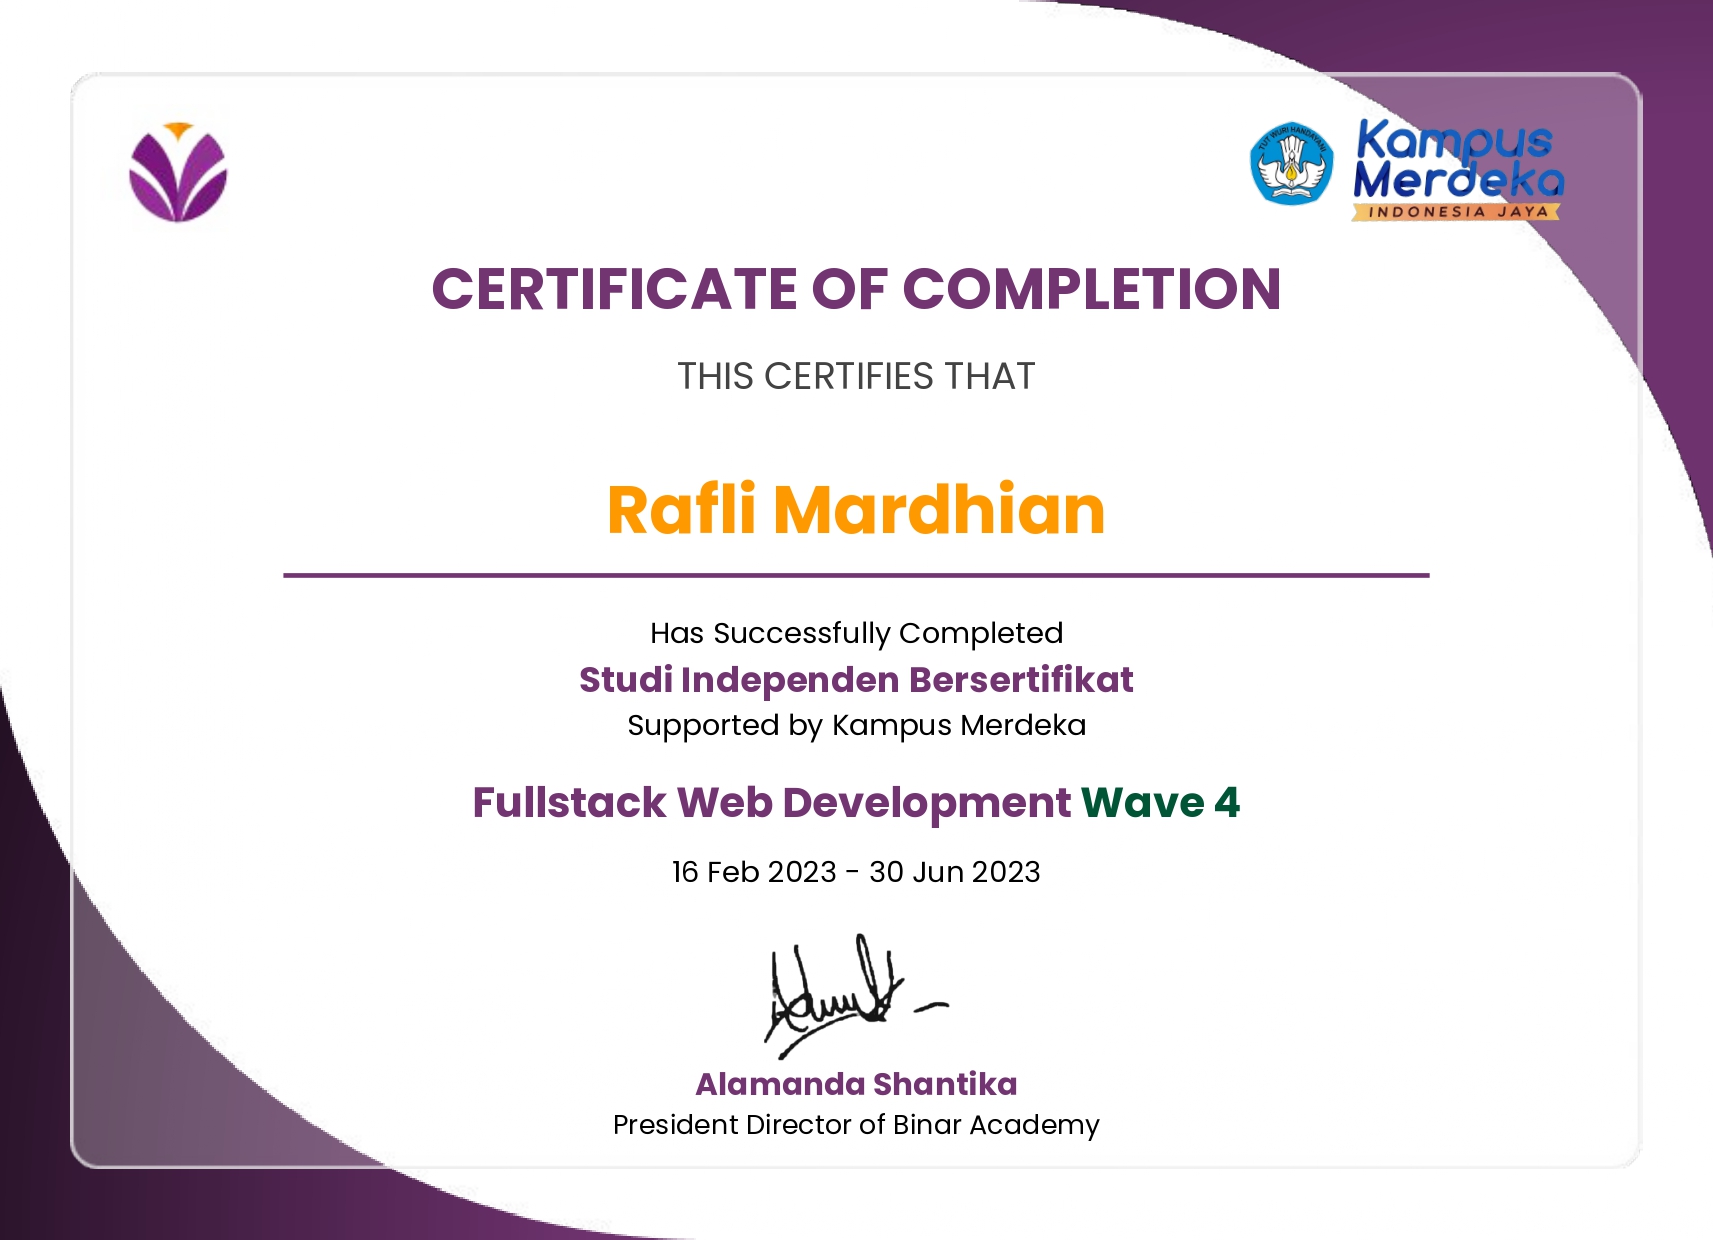 TUT WURI HANDAYANI
Kampus
Merdeka
INDONESIA JAYA
CERTIFICATE OF COMPLETION
THIS CERTIFIES THAT
Rafli Mardhian
Has Successfully Completed
Studi Independen Bersertifikat
Supported by Kampus Merdeka
Fullstack Web Development Wave 4
16 Feb 2023 - 30 Jun 2023
Alamanda Shantika
President Director of Binar Academy